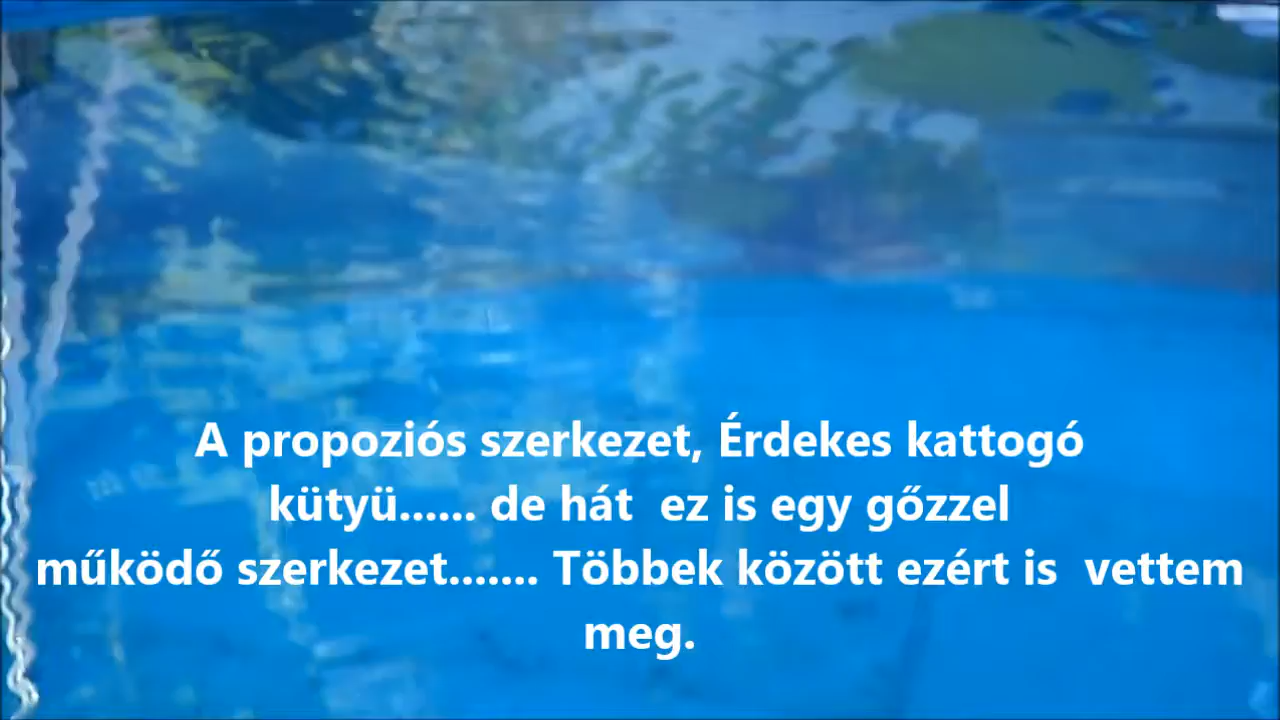 A propoziós szerkezet, Érdekes kattogó
kütyü...... de hát  ez is egy gőzzel
működő szerkezet....... Többek között ezért is  vettem
meg.